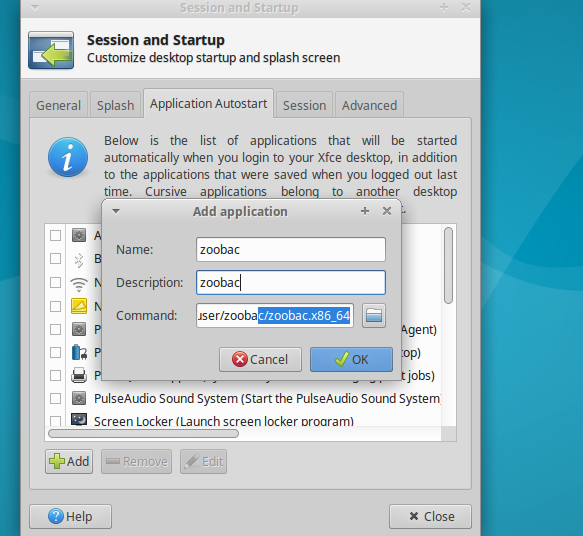 Session and Startup
Session and Startup
Customize desktop startup and splash screen
General
Splash
Application Autostart
Session
Advanced
Below is the list of applications that will be started
automatically when you login to your Xfce desktop, in addition
to the applications that were saved when you logged out last
time. Cursive applications belong to another desktop
Add application
Name:
zoobac
Description:
zoobac
Command:
user/zoobac/zoobac.x86_64
Cancel
OK
Agent)
jobs)
PulseAudio Sound System (Start the PulseAudio Sound System)
Screen Locker (Launch screen locker program)
Add
Remove
Edit
Help
Close